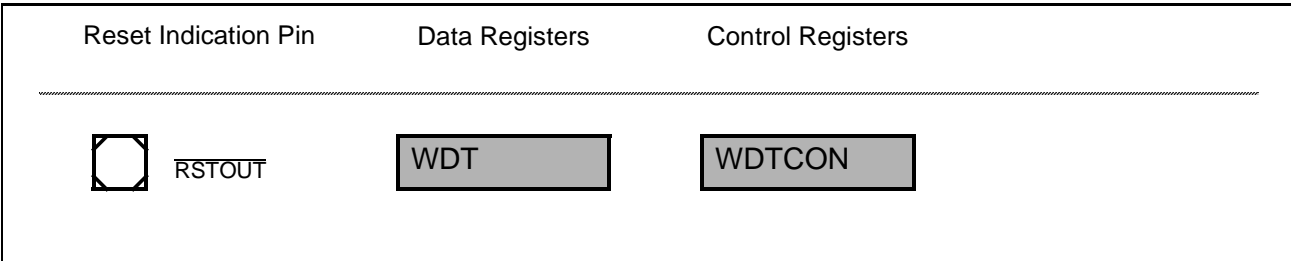 Reset Indication Pin Data Registers Control Registers
RSTOUT WDT WDTCON